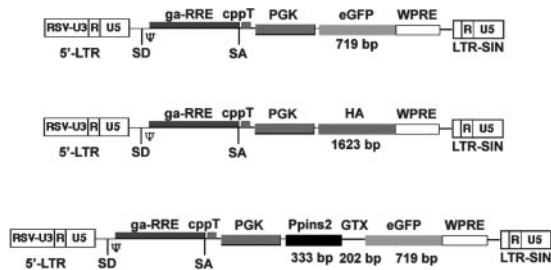 ga-RRE cppT PGK eGFP WPRE
RSV-U3 R U5 Ψ R U5
5'-LTR SD SA 719 bp LTR-SIN
ga-RRE cppT PGK HA WPRE
RSV-U3 R U5 Ψ R U5
5'-LTR SD SA 1623 bp LTR-SIN
ga-RRE cppT PGK Ppins2 GTX eGFP WPRE
RSV-U3 R U5 Ψ R U5
5'-LTR SD SA 333 bp 202 bp 719 bp LTR-SIN